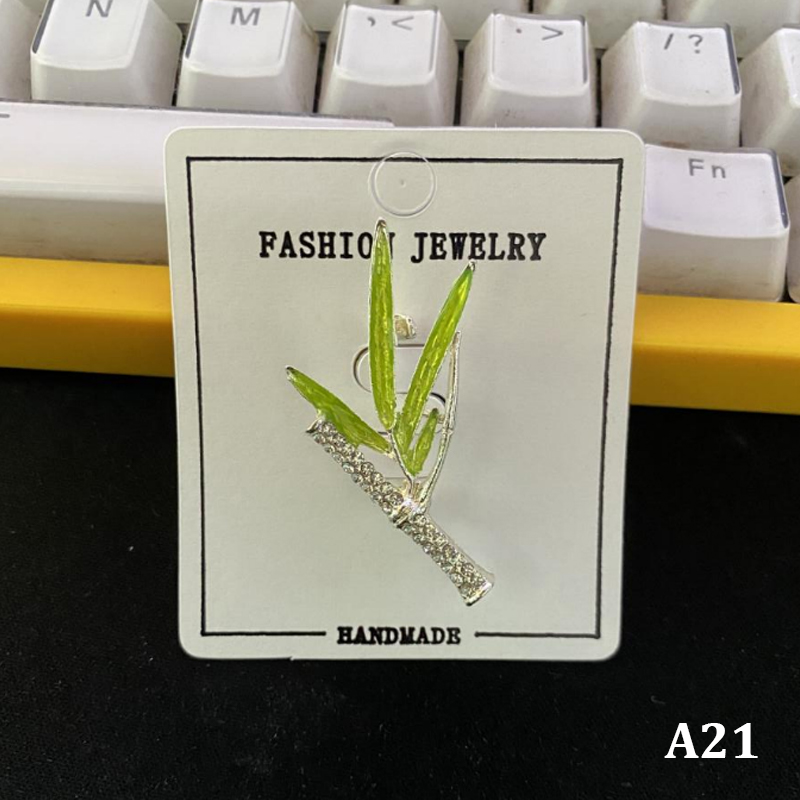 N M , < . > / ?
Fn
FASHION JEWELRY
HANDMADE
A21